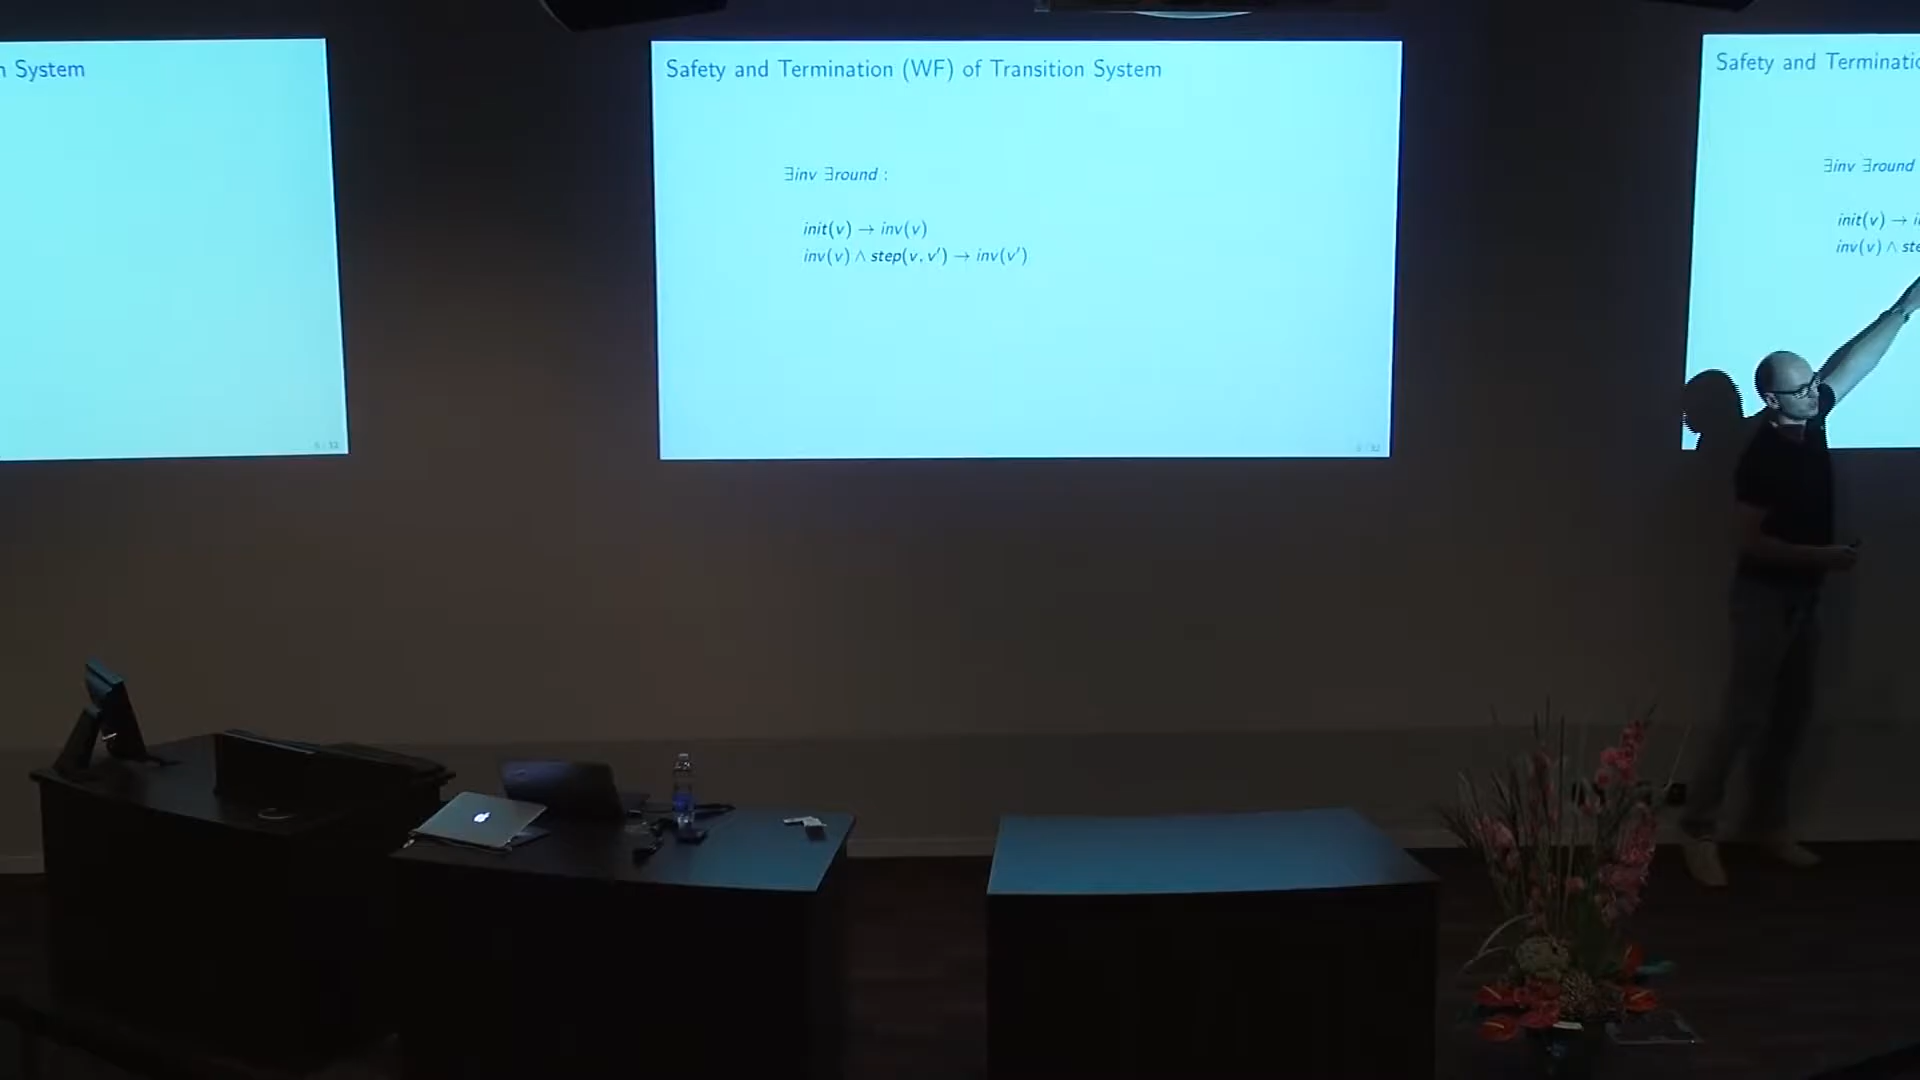 n System
Safety and Termination (WF) of Transition System
∃inv ∃round :
init(v) → inv(v)
inv(v) ∧ step(v, v′) → inv(v′)
Safety and Terminatio
∃inv ∃round
init(v) → i
inv(v) ∧ ste